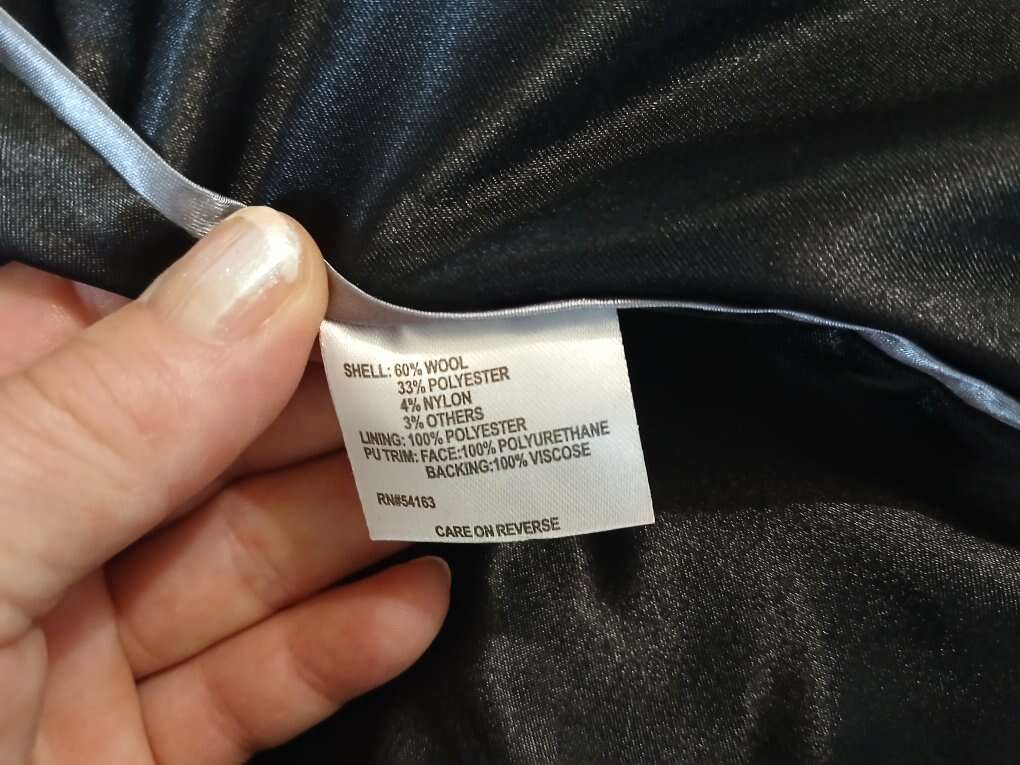 SHELL: 60% WOOL
33% POLYESTER
4% NYLON
3% OTHERS
LINING: 100% POLYESTER
PU TRIM: FACE:100% POLYURETHANE
BACKING:100% VISCOSE
RN#54163
CARE ON REVERSE